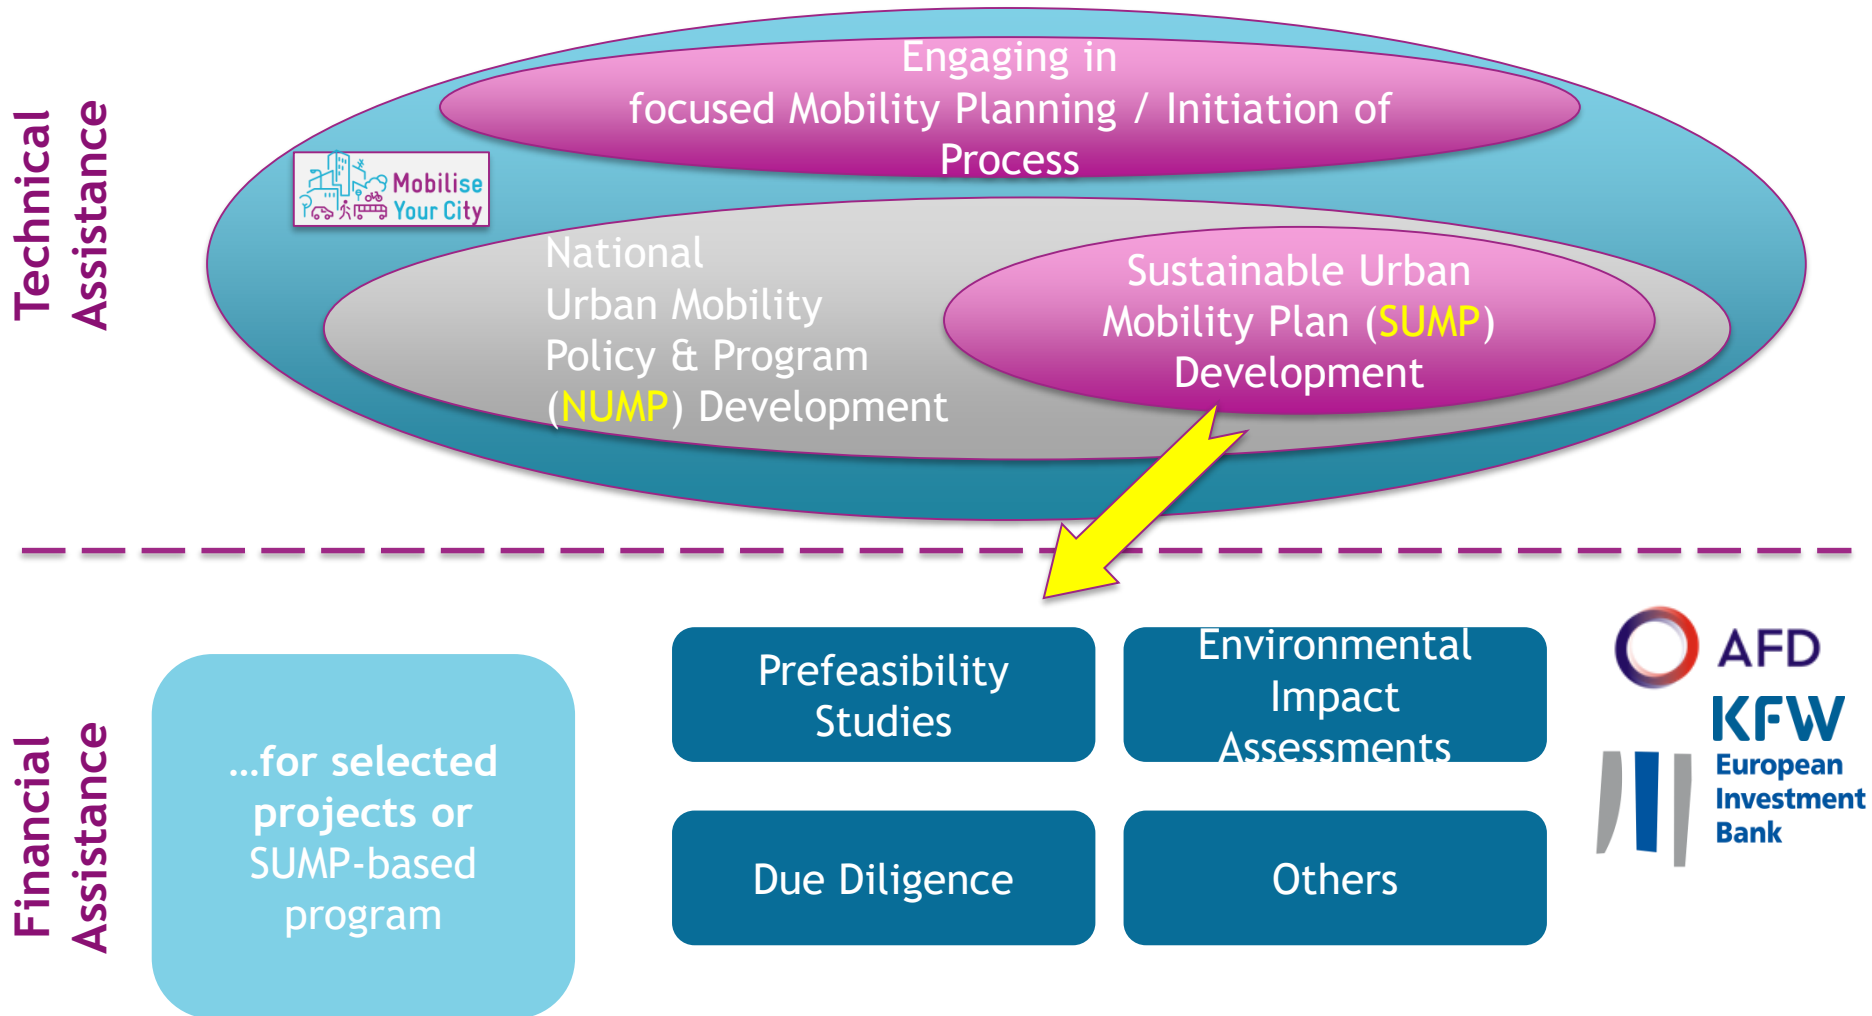 Technical
Assistance
Engaging in
focused Mobility Planning / Initiation of
Process
Mobilise
Your City
National
Urban Mobility
Policy & Program
(NUMP) Development
Sustainable Urban
Mobility Plan (SUMP)
Development
Financial
Assistance
…for selected
projects or
SUMP-based
program
Prefeasibility
Studies
Environmental
Impact
Assessments
Due Diligence
Others
AFD
KFW
European
Investment
Bank